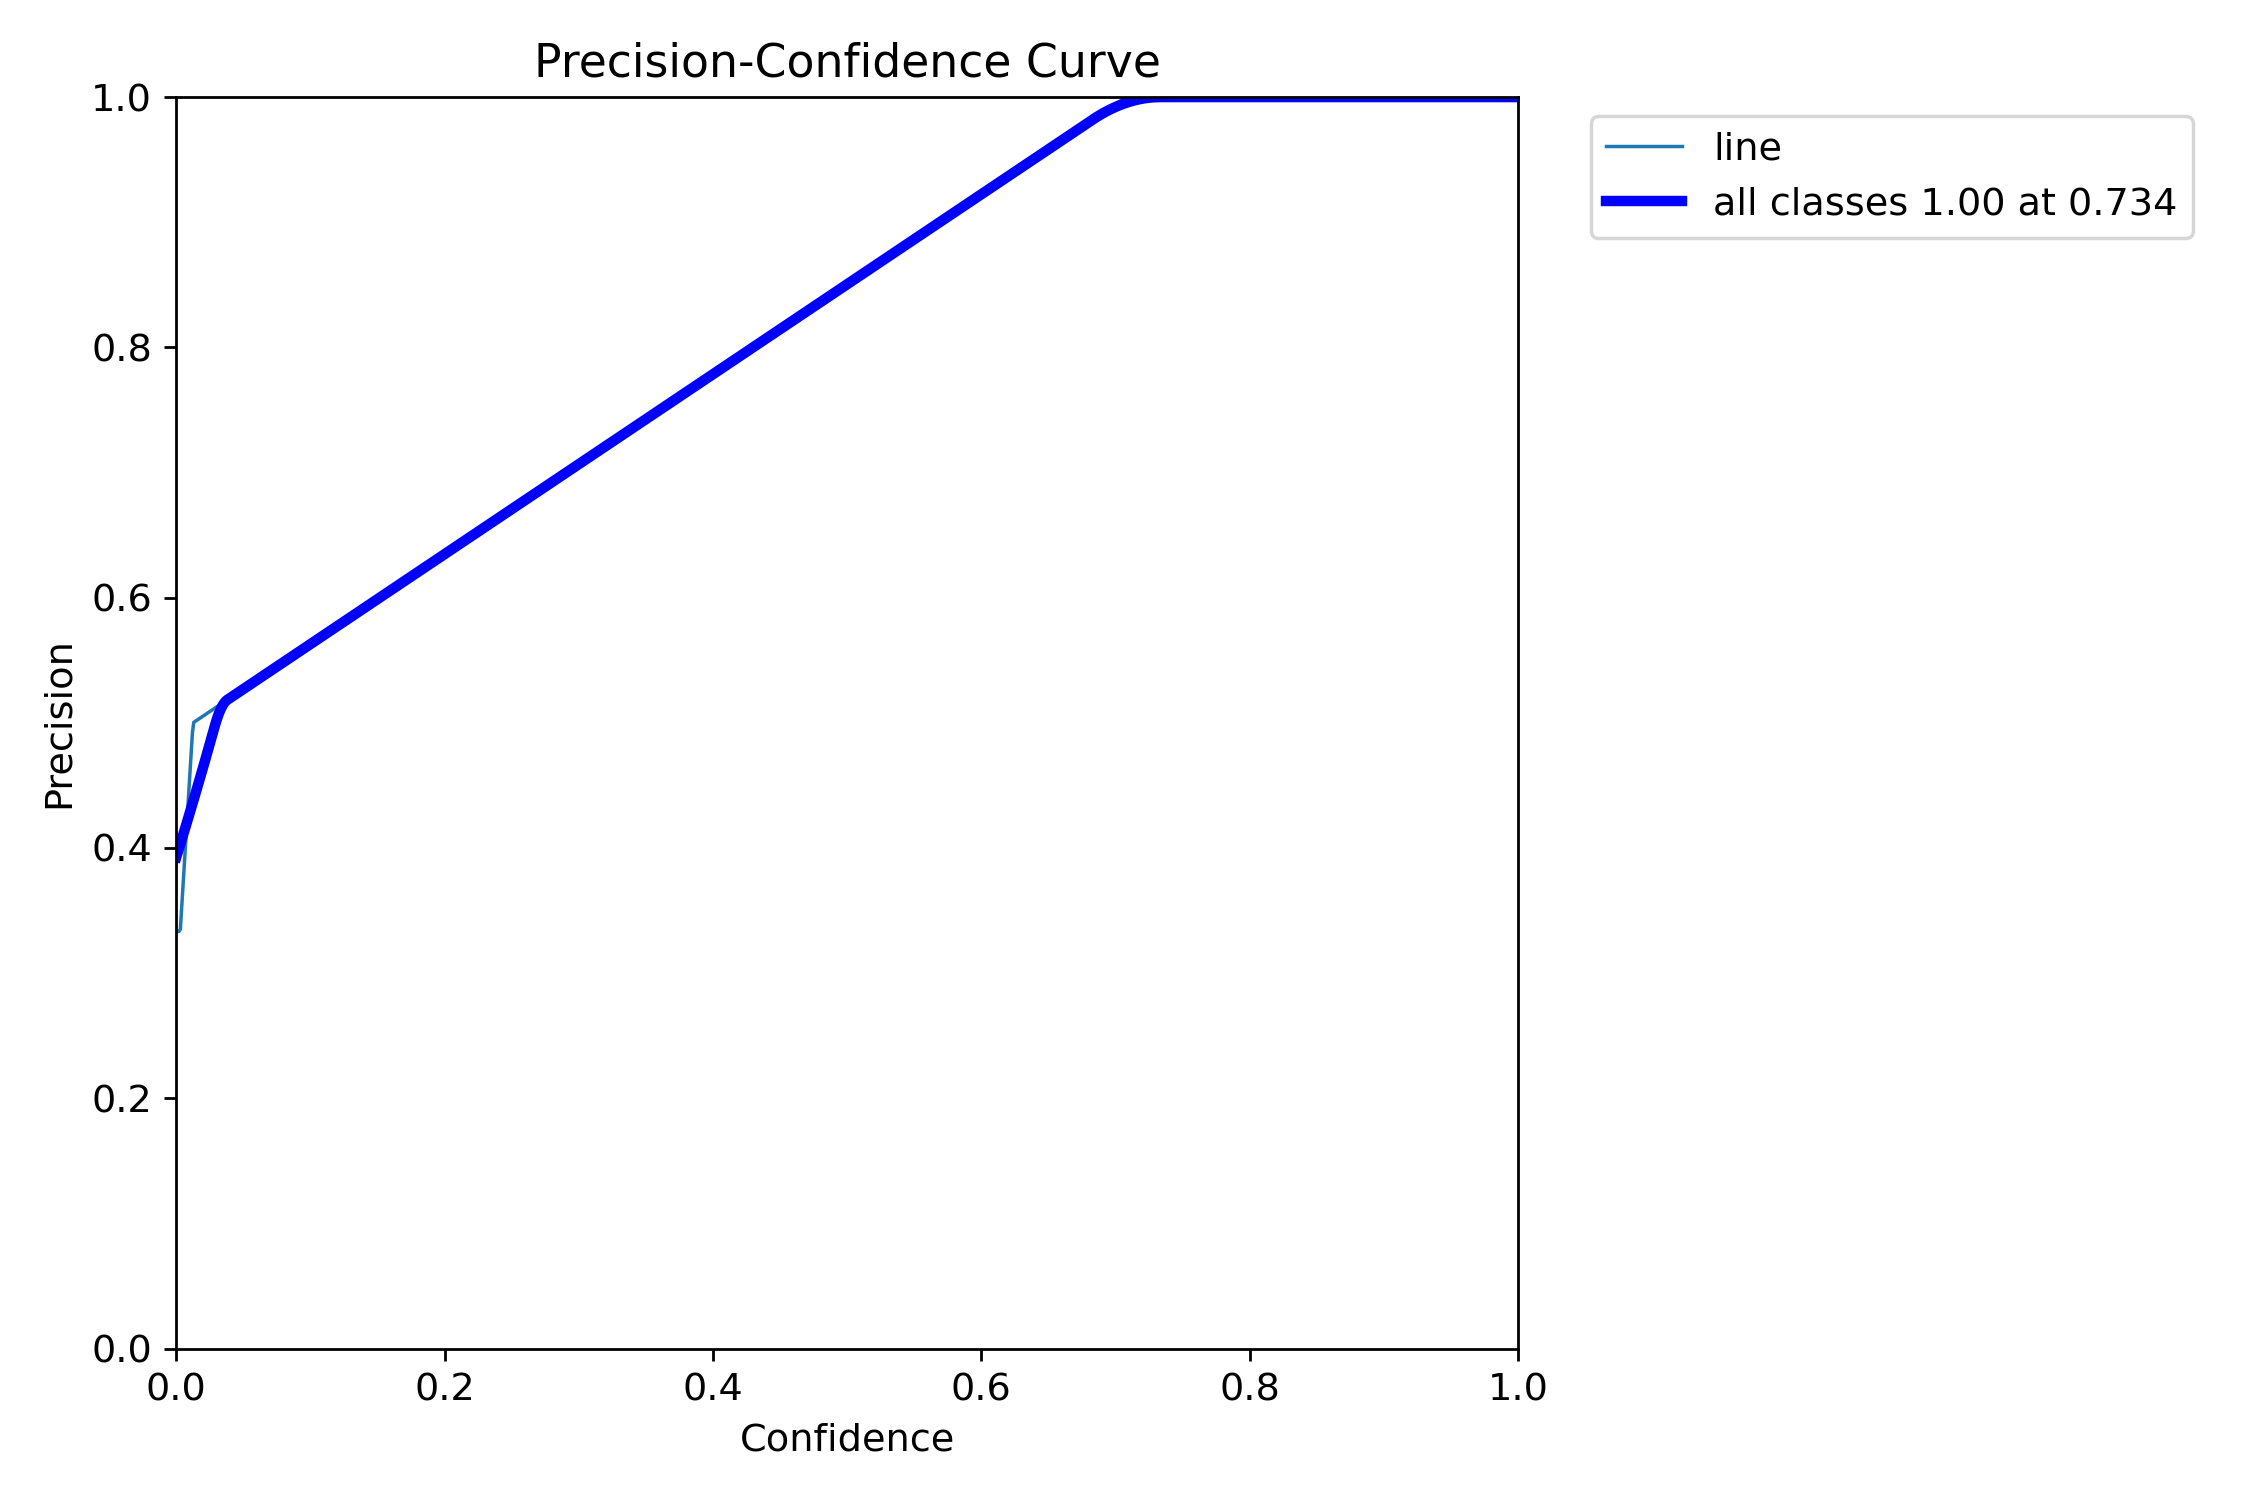 Precision-Confidence Curve
1.0
0.8
0.6
0.4
0.2
0.0
Precision
0.0 0.2 0.4 0.6 0.8 1.0
Confidence
line
all classes 1.00 at 0.734